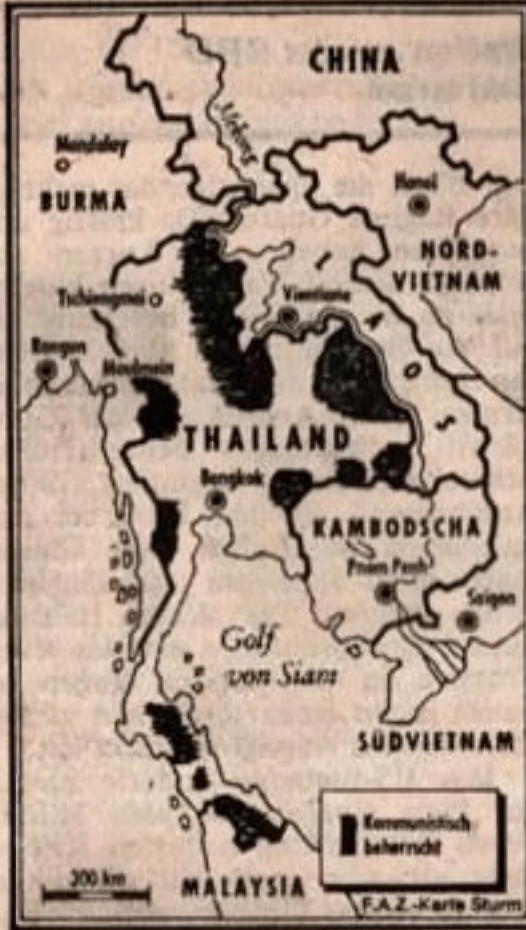 CHINA
Mekong
Mandalay
BURMA
Hanoi
NORD-
VIETNAM
LAOS
Tschiengmai
Vientiane
Rangon
Moulmein
THAILAND
Bangkok
KAMBODSCHA
Pnom Penh
Saigon
Golf
von Siam
SÜDVIETNAM
Kommunistisch
beherrscht
200 km
MALAYSIA
F.A.Z.-Karte Sturm